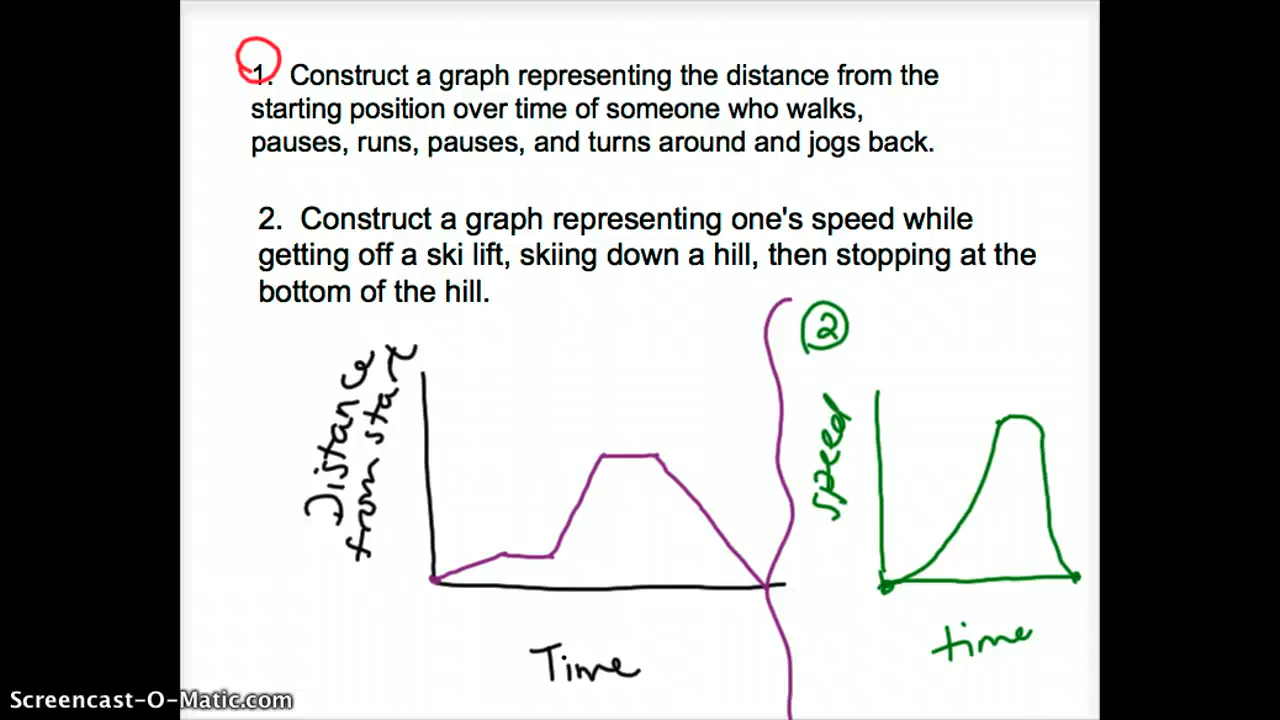 1. Construct a graph representing the distance from the
starting position over time of someone who walks,
pauses, runs, pauses, and turns around and jogs back.
2. Construct a graph representing one's speed while
getting off a ski lift, skiing down a hill, then stopping at the
bottom of the hill.
Distance
from start
Time
2
speed
time
Screencast-O-Matic.com